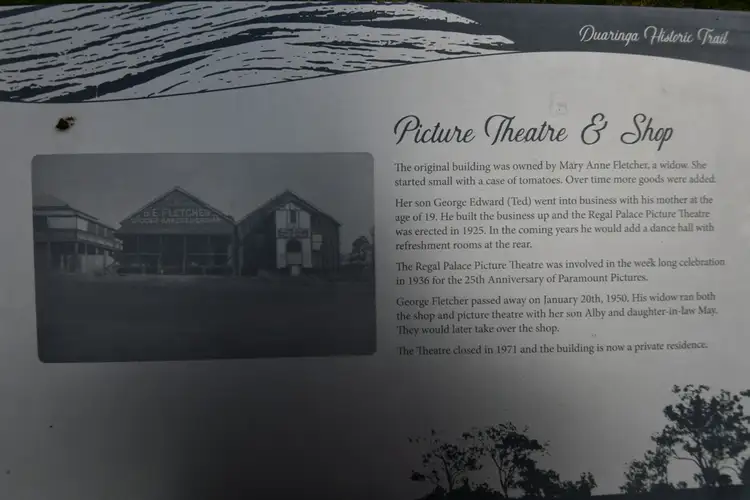 Duaringa Historic Trail
Picture Theatre & Shop
The original building was owned by Mary Anne Fletcher, a widow. She
started small with a case of tomatoes. Over time more goods were added.
Her son George Edward (Ted) went into business with his mother at the
age of 19. He built the business up and the Regal Palace Picture Theatre
was erected in 1925. In the coming years he would add a dance hall with
refreshment rooms at the rear.
The Regal Palace Picture Theatre was involved in the week long celebration
in 1936 for the 25th Anniversary of Paramount Pictures.
George Fletcher passed away on January 20th, 1950. His widow ran both
the shop and picture theatre with her son Alby and daughter-in-law May.
They would later take over the shop.
The Theatre closed in 1971 and the building is now a private residence.
E. FLETCHER